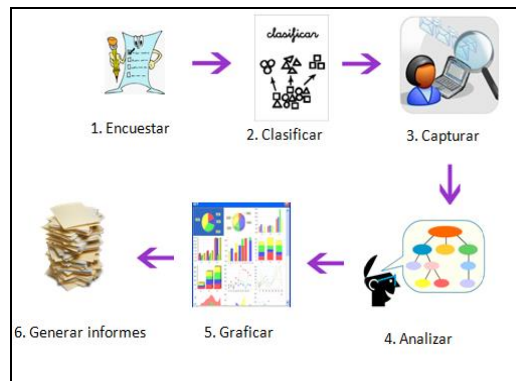 clasificar
1. Encuestar
2. Clasificar
3. Capturar
4. Analizar
5. Graficar
6. Generar informes